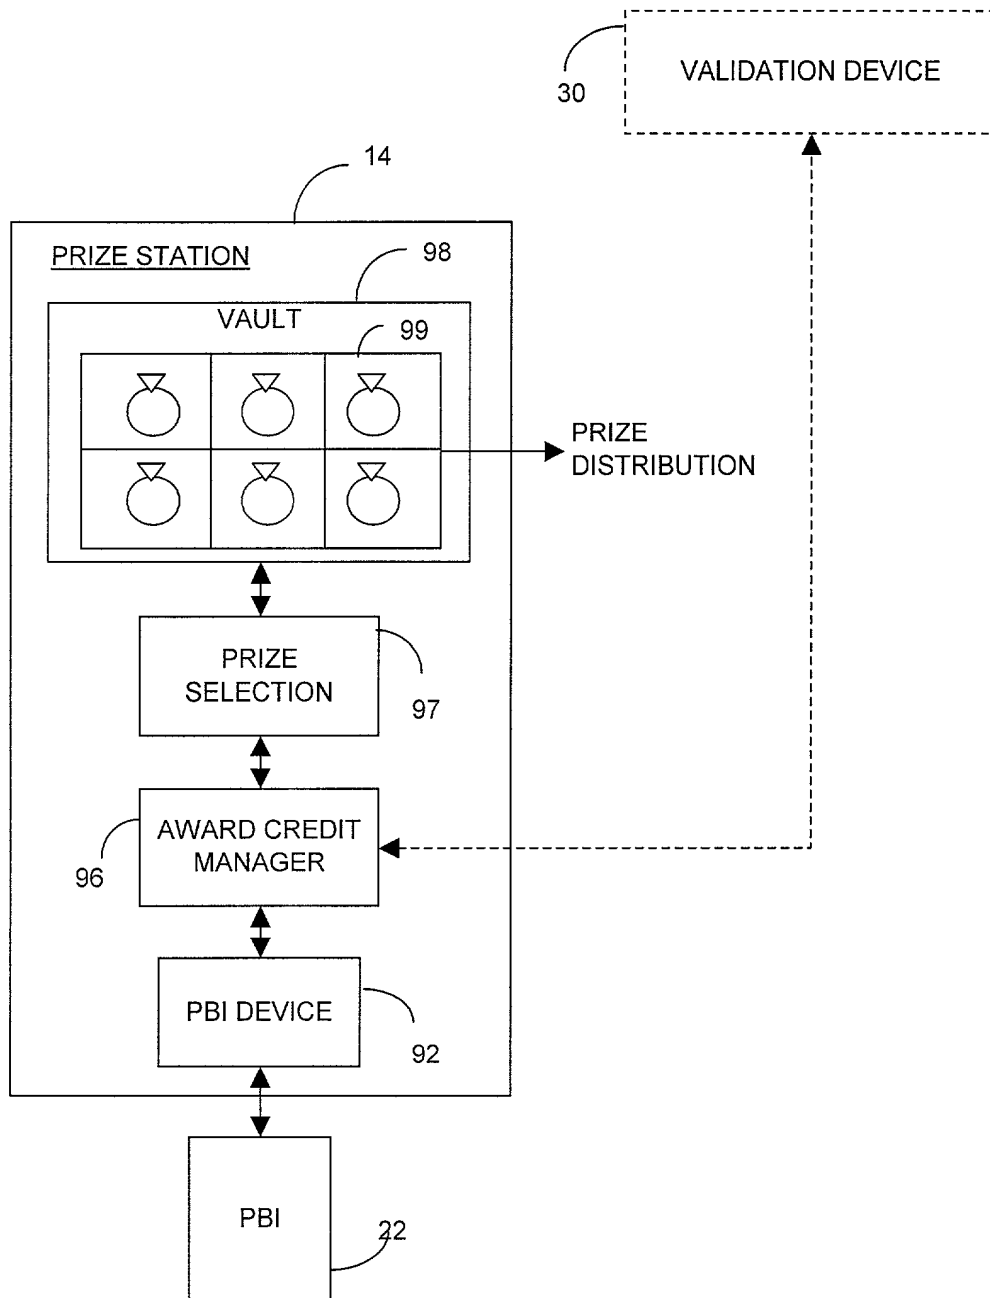 VALIDATION DEVICE
30
14
PRIZE STATION
98
VAULT
99
PRIZE
DISTRIBUTION
PRIZE
SELECTION
97
AWARD CREDIT
MANAGER
96
PBI DEVICE
92
PBI
22